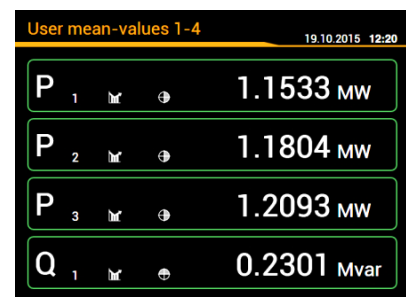 User mean-values 1-4
19.10.2015 12:20
P 1 1.1533 MW
P 2 1.1804 MW
P 3 1.2093 MW
Q 1 0.2301 Mvar